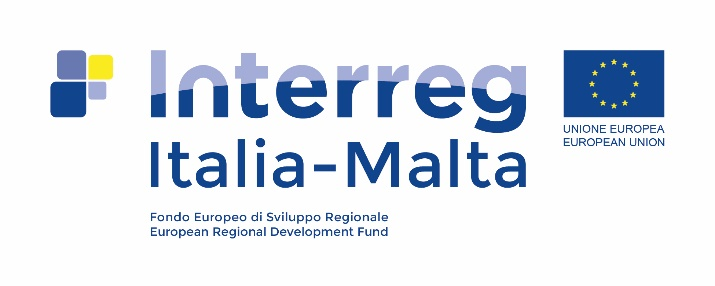 Interreg
Italia-Malta
Fondo Europeo di Sviluppo Regionale
European Regional Development Fund
UNIONE EUROPEA
EUROPEAN UNION